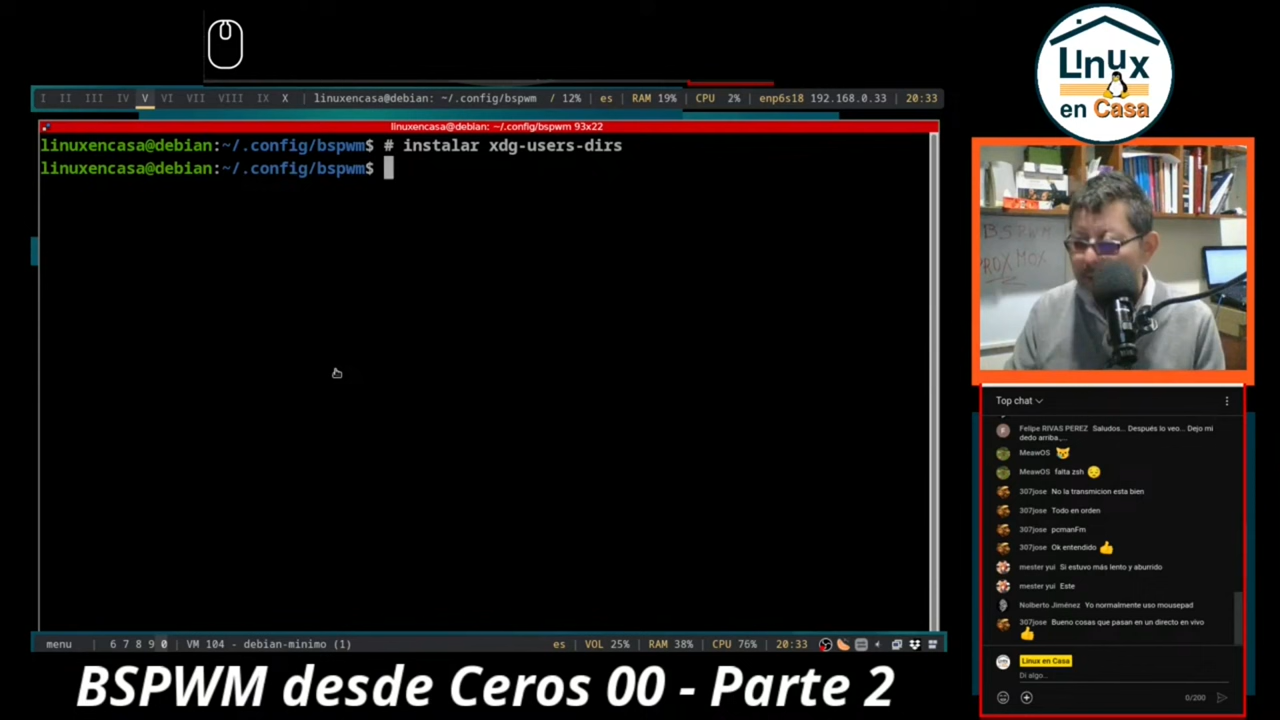 I II III IV V VI VII VIII IX X | linuxencasa@debian: ~/.config/bspwm / 12% | es | RAM 19% | CPU 2% | enp6s18 192.168.0.33 | 20:33
linuxencasa@debian: ~/.config/bspwm 93x22
linuxencasa@debian:~/.config/bspwm$ # instalar xdg-users-dirs
linuxencasa@debian:~/.config/bspwm$
menu | 6 7 8 9 0 | VM 104 - debian-minimo (1) es | VOL 25% | RAM 38% | CPU 76% | 20:33
BSPWM desde Ceros 00 - Parte 2
LInux
en Casa
BSPWM
PROXMOX
Top chat
Felipe RIVAS PEREZ Saludos... Después lo veo... Dejo mi
dedo arriba,...
MeawOS
MeawOS falta zsh
307jose No la transmicion esta bien
307jose Todo en orden
307jose pcmanFm
307jose Ok entendido
mester yui Si estuvo más lento y aburrido
mester yui Este
Nolberto Jiménez Yo normalmente uso mousepad
307jose Bueno cosas que pasan en un directo en vivo
Linux en Casa
Di algo...
0/200